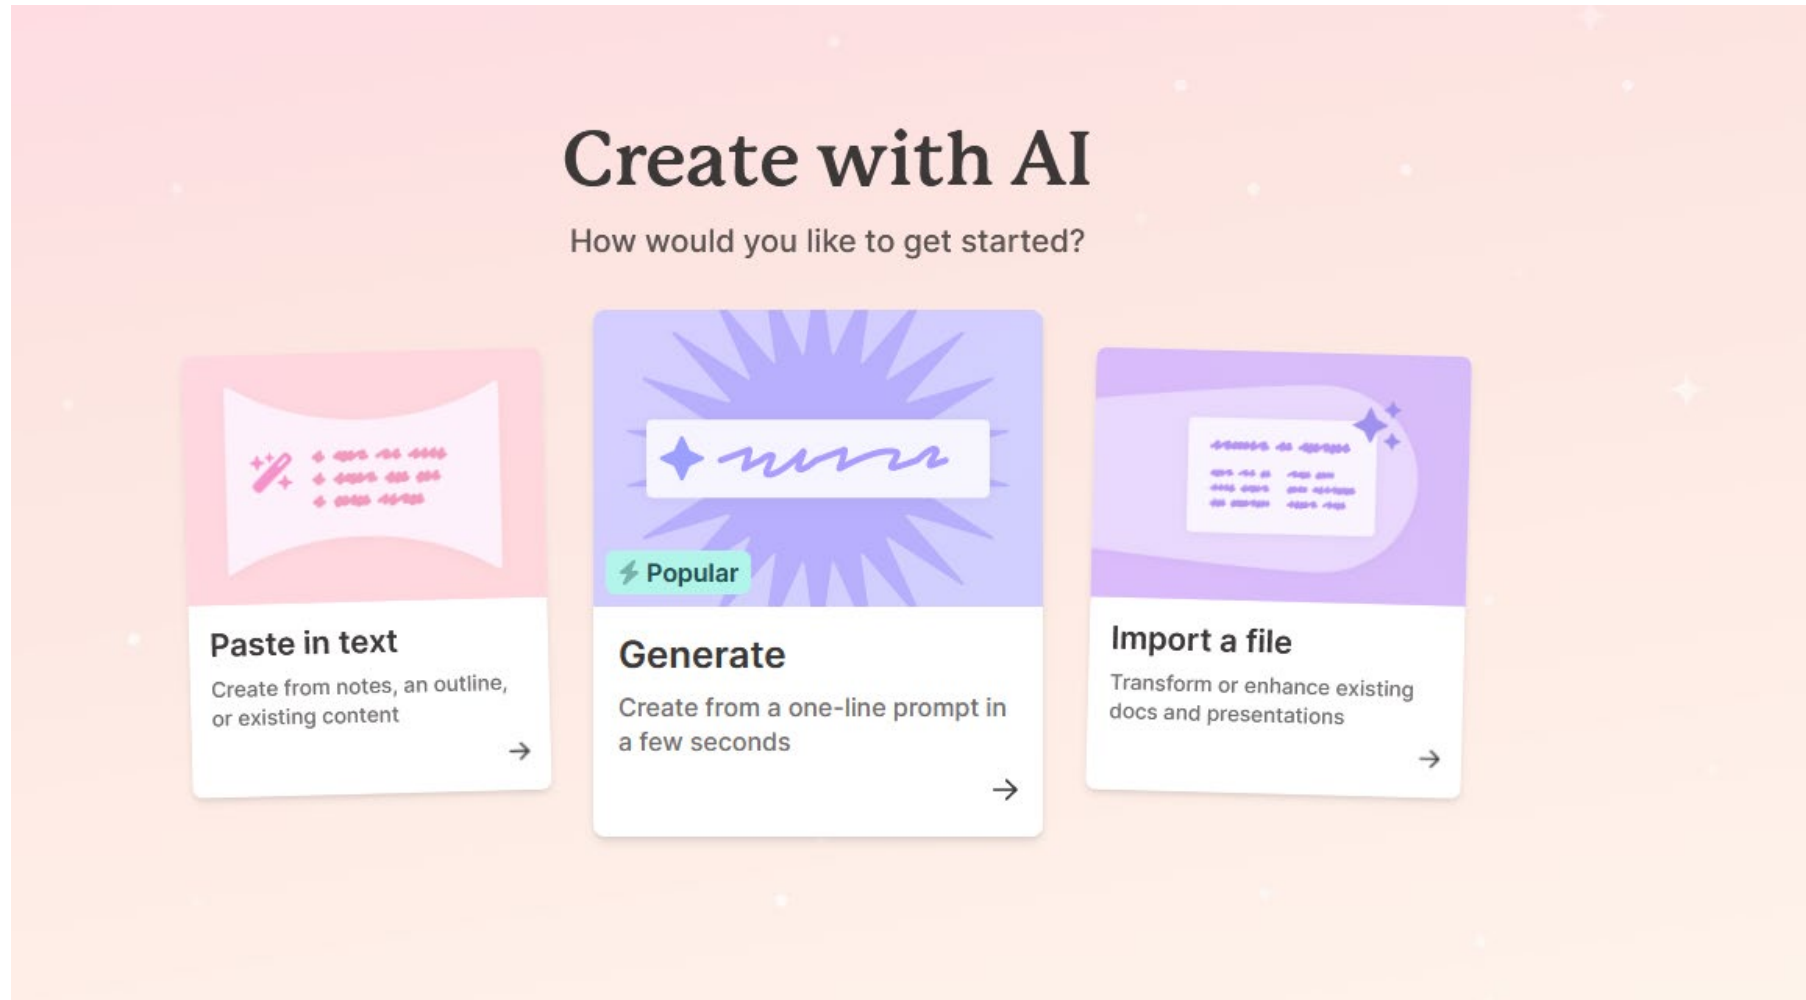 Create with AI
How would you like to get started?
Paste in text
Create from notes, an outline,
or existing content
Popular
Generate
Create from a one-line prompt in
a few seconds
Import a file
Transform or enhance existing
docs and presentations